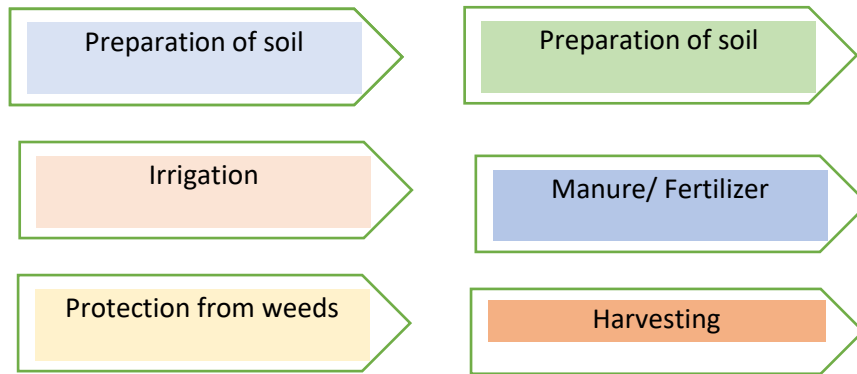 Preparation of soil
Preparation of soil
Irrigation
Manure/ Fertilizer
Protection from weeds
Harvesting